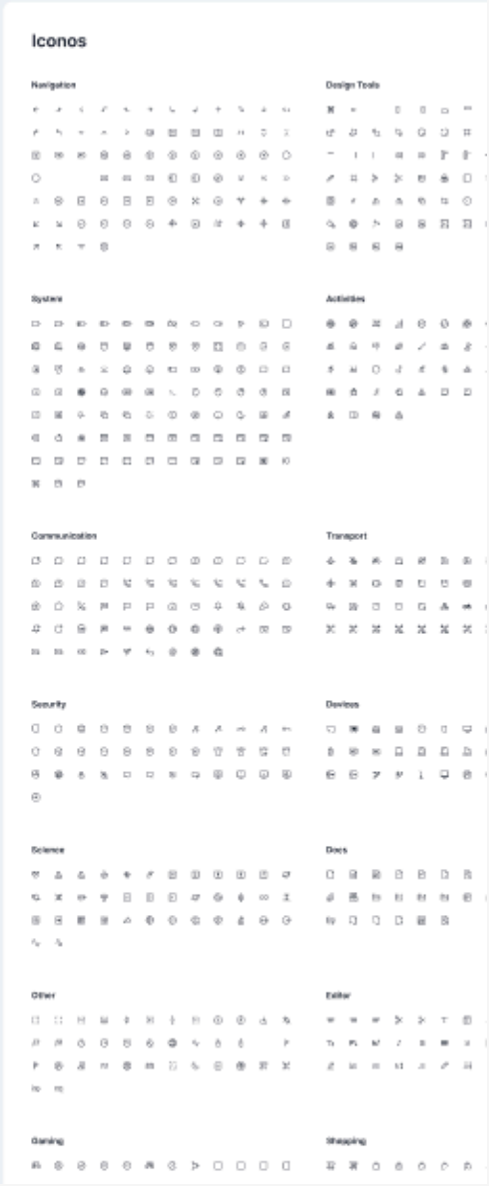 Iconos
Navigation
Design Tools
System
Activities
Communication
Transport
Security
Devices
Science
Docs
Other
Editor
Gaming
Shopping